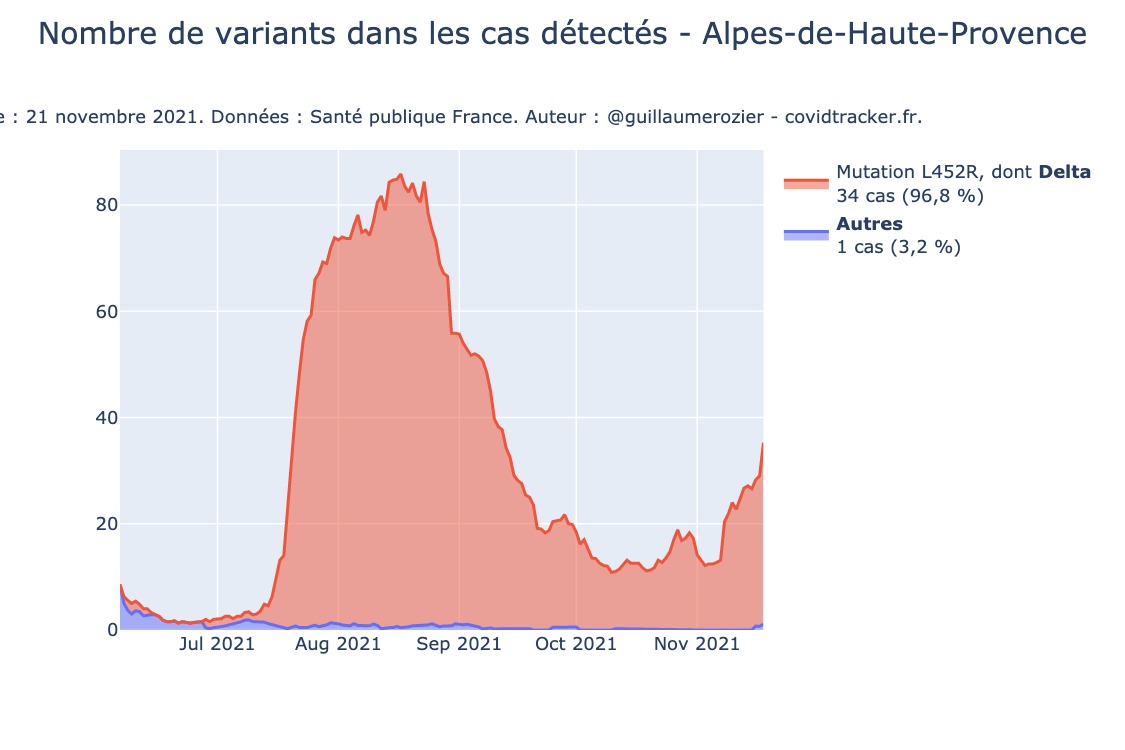 Nombre de variants dans les cas détectés - Alpes-de-Haute-Provence
: 21 novembre 2021. Données : Santé publique France. Auteur : @guillaumerozier - covidtracker.fr.
Mutation L452R, dont Delta
34 cas (96,8 %)
Autres
1 cas (3,2 %)
80
60
40
20
0
Jul 2021 Aug 2021 Sep 2021 Oct 2021 Nov 2021